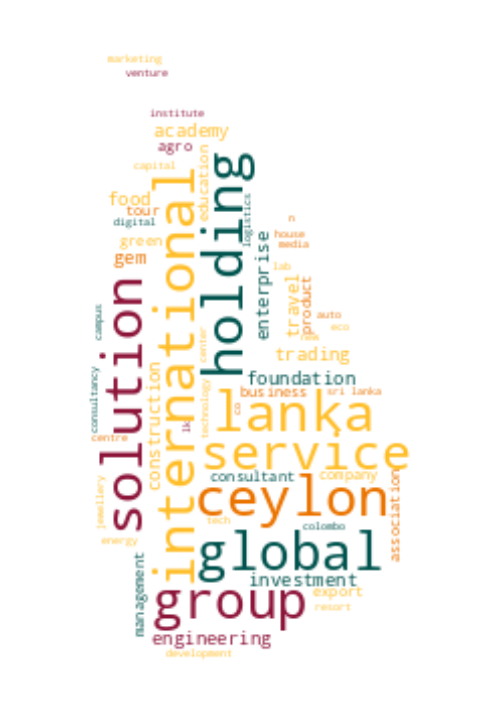 marketing
venture
institute
academy
agro
capital
education
holding
international
food
tour
digital
logistics
n
green
gem
house
media
enterprise
lab
travel
product
solution
campus
auto
eco
new
center
trading
construction
consultancy
foundation
technology
business
sri lanka
co
lanka
lk
centre
service
consultant
company
association
jewellery
ceylon
tech
colombo
energy
global
management
investment
export
group
resort
engineering
development